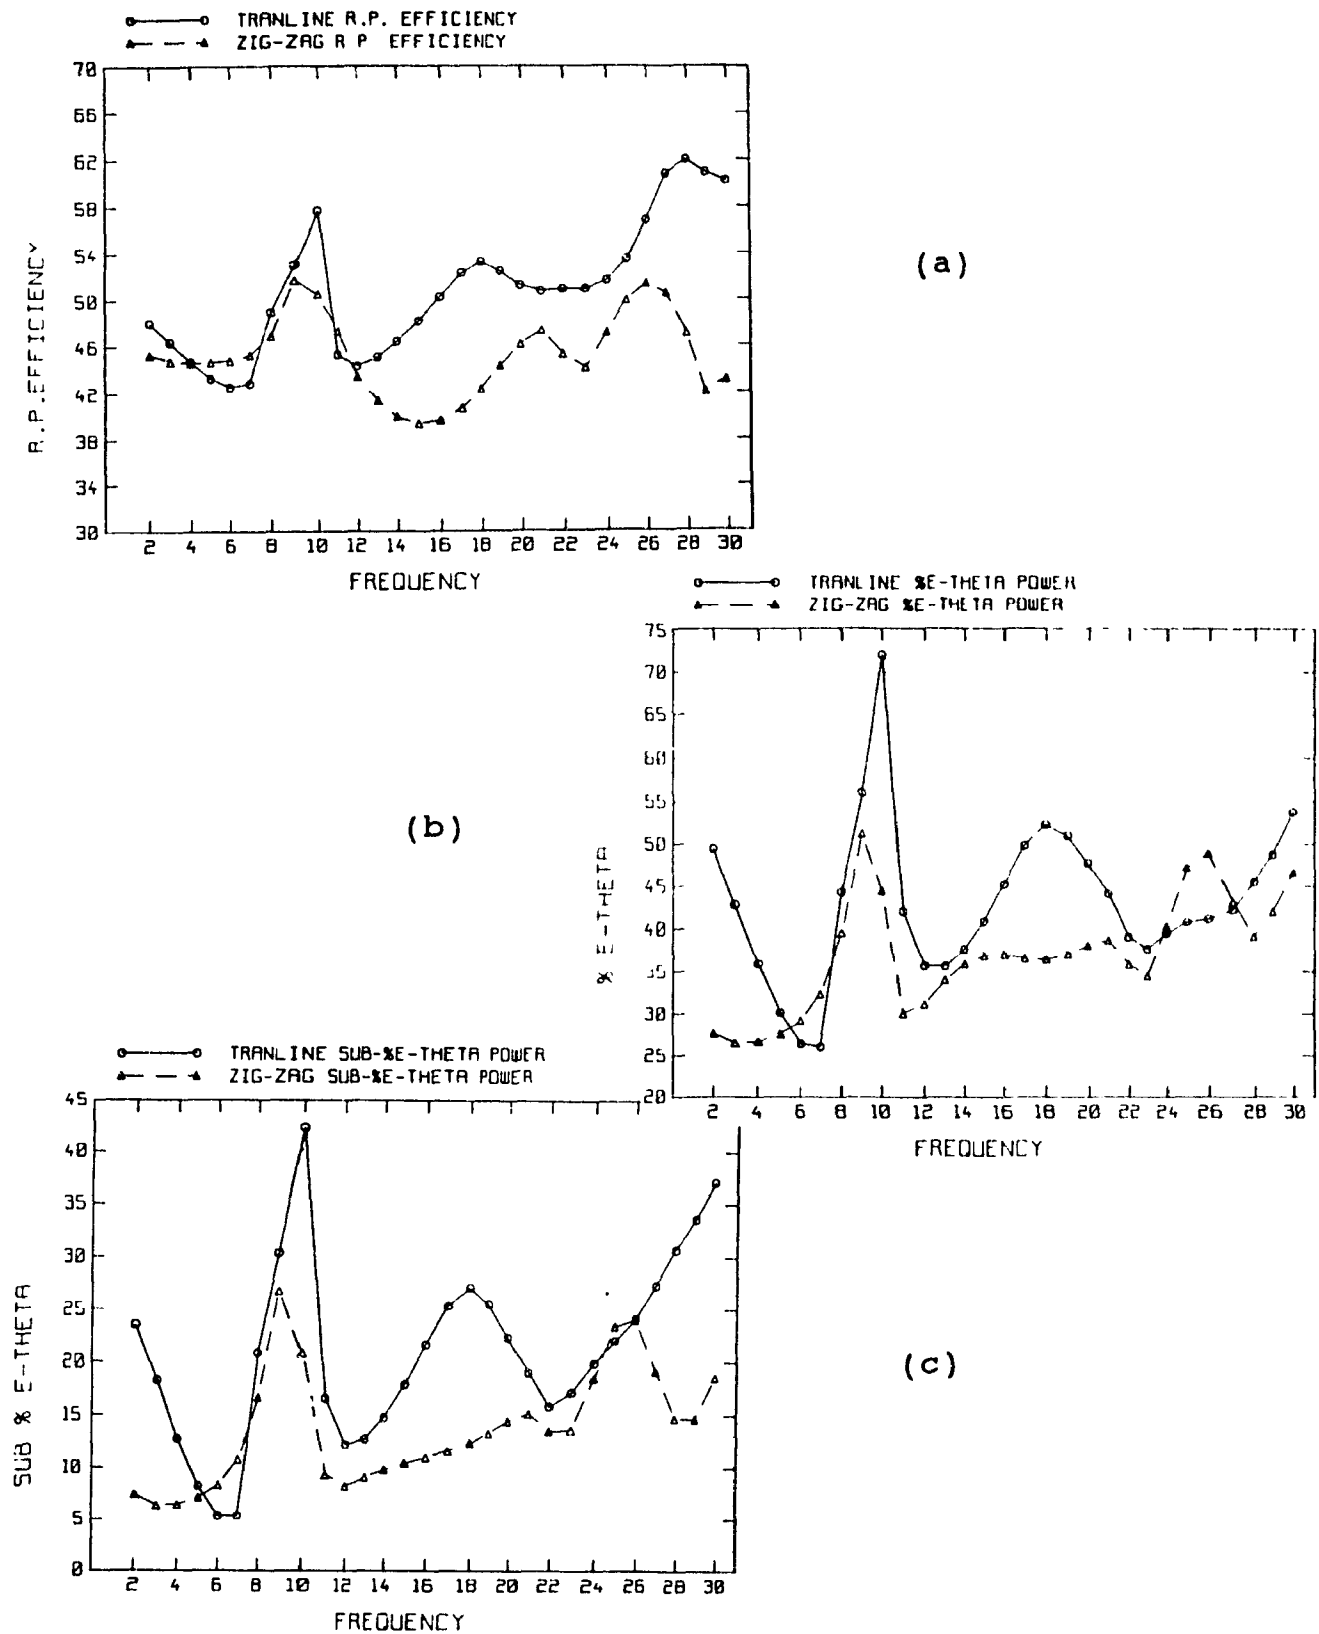 TRANLINE R.P. EFFICIENCY
ZIG-ZAG R P EFFICIENCY
70
66
62
58
54
50
46
42
38
34
30
R.P.EFFICIENCY
2 4 6 8 10 12 14 16 18 20 22 24 26 28 30
FREQUENCY
(a)
TRANLINE %E-THETA POWER
ZIG-ZAG %E-THETA POWER
75
70
65
60
55
50
45
40
35
30
25
20
% E-THETA
2 4 6 8 10 12 14 16 18 20 22 24 26 28 30
FREQUENCY
(b)
TRANLINE SUB-%E-THETA POWER
ZIG-ZAG SUB-%E-THETA POWER
45
40
35
30
25
20
15
10
5
0
SUB % E-THETA
2 4 6 8 10 12 14 16 18 20 22 24 26 28 30
FREQUENCY
(c)